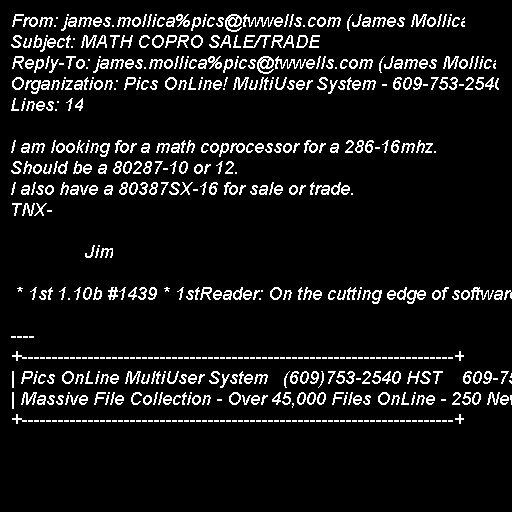 From: james.mollica%pics@twwells.com (James Mollica
Subject: MATH COPRO SALE/TRADE
Reply-To: james.mollica%pics@twwells.com (James Mollica
Organization: Pics OnLine! MultiUser System - 609-753-2540
Lines: 14

I am looking for a math coprocessor for a 286-16mhz.
Should be a 80287-10 or 12.
I also have a 80387SX-16 for sale or trade.
TNX-

Jim

* 1st 1.10b #1439 * 1stReader: On the cutting edge of software

----
+-------------------------------------------------------------------------+
| Pics OnLine MultiUser System (609)753-2540 HST 609-75
| Massive File Collection - Over 45,000 Files OnLine - 250 Ne
+-------------------------------------------------------------------------+